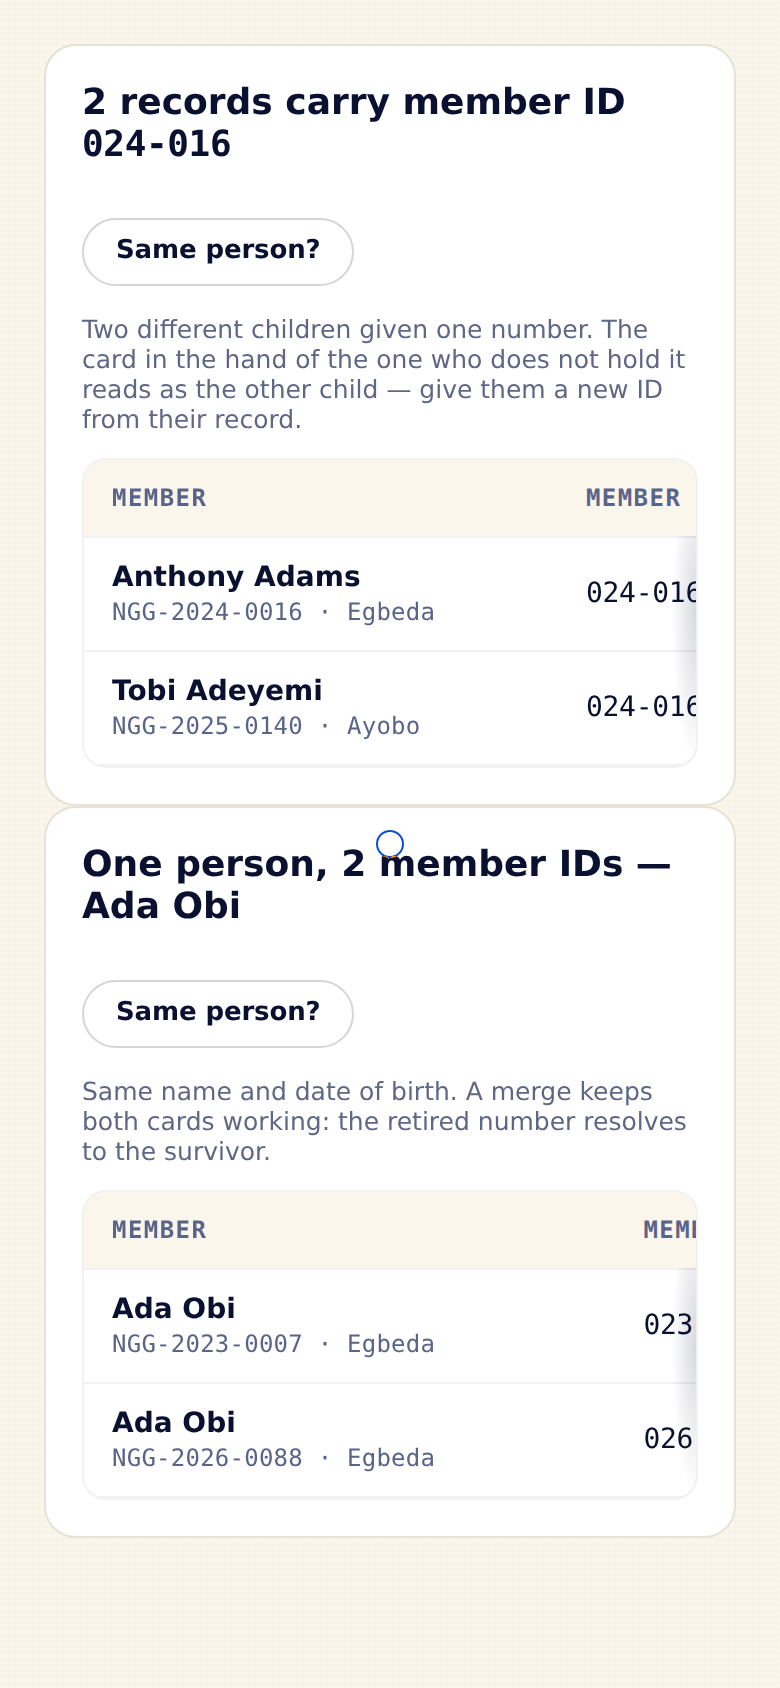 2 records carry member ID
024-016
Same person?
Two different children given one number. The
card in the hand of the one who does not hold it
reads as the other child — give them a new ID
from their record.
MEMBER MEMBER
Anthony Adams
024-016
NGG-2024-0016 · Egbeda
Tobi Adeyemi
024-016
NGG-2025-0140 · Ayobo
One person, 2 member IDs —
Ada Obi
Same person?
Same name and date of birth. A merge keeps
both cards working: the retired number resolves
to the survivor.
MEMBER
Ada Obi
023
NGG-2023-0007 · Egbeda
Ada Obi
026
NGG-2026-0088 · Egbeda